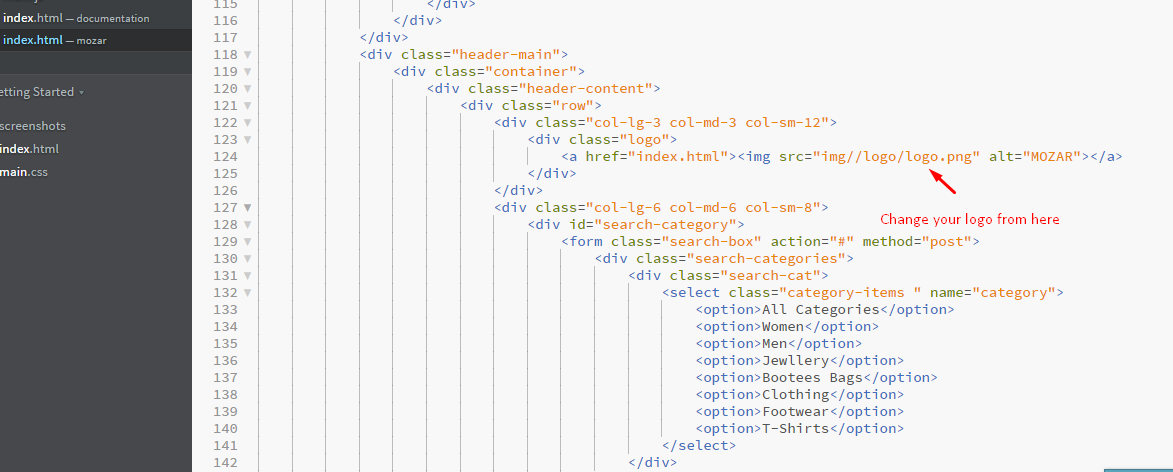 index.html — documentation
index.html — mozar
etting Started
screenshots
index.html
main.css
115 </div>
116 </div>
117 </div>
118 <div class="header-main">
119 <div class="container">
120 <div class="header-content">
121 <div class="row">
122 <div class="col-lg-3 col-md-3 col-sm-12">
123 <div class="logo">
124 <a href="index.html"><img src="img//logo/logo.png" alt="MOZAR"></a>
125 </div>
126 </div>
127 <div class="col-lg-6 col-md-6 col-sm-8">
Change your logo from here
128 <div id="search-category">
129 <form class="search-box" action="#" method="post">
130 <div class="search-categories">
131 <div class="search-cat">
132 <select class="category-items " name="category">
133 <option>All Categories</option>
134 <option>Women</option>
135 <option>Men</option>
136 <option>Jewllery</option>
137 <option>Bootees Bags</option>
138 <option>Clothing</option>
139 <option>Footwear</option>
140 <option>T-Shirts</option>
141 </select>
142 </div>